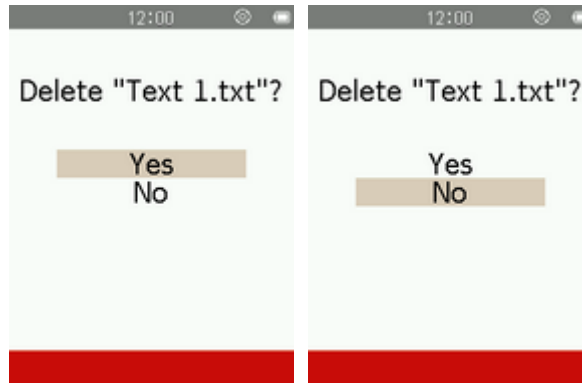 12:00
Delete "Text 1.txt"?
Yes
No
12:00
Delete "Text 1.txt"?
Yes
No